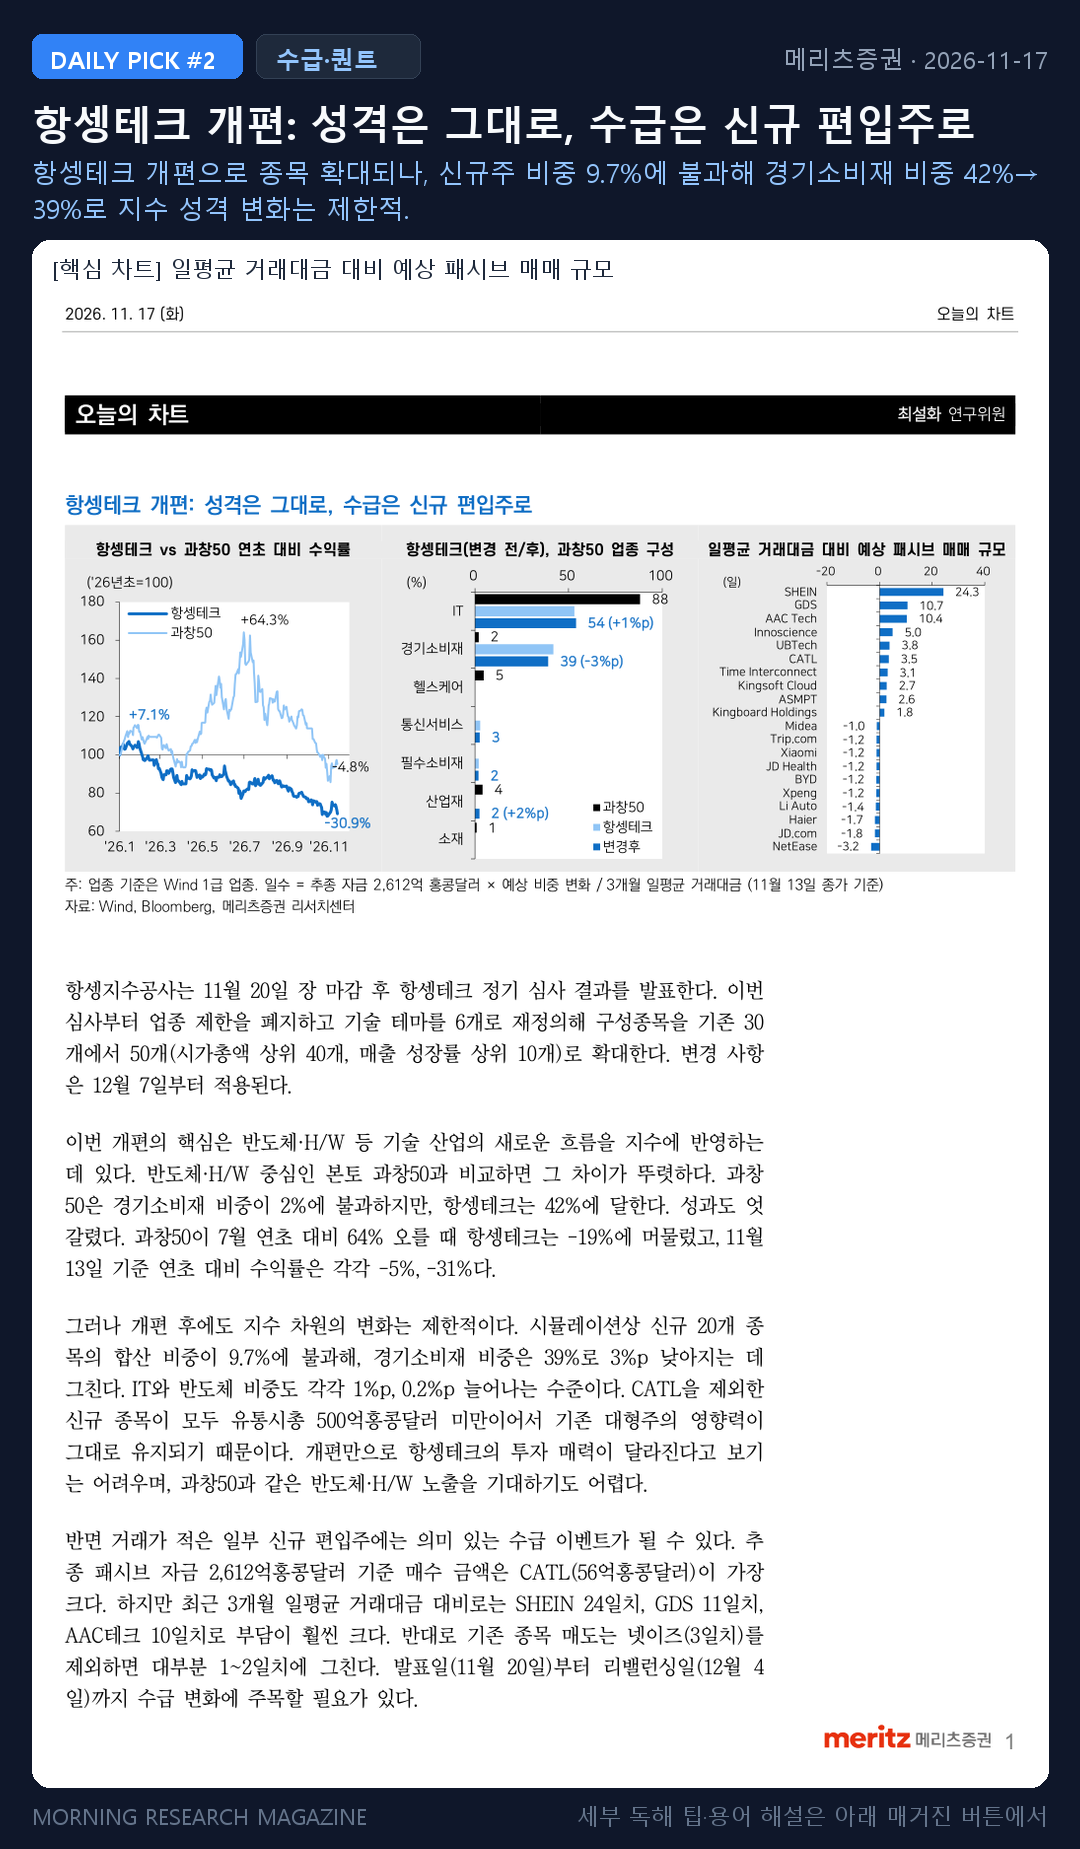 DAILY PICK #2
수급·퀀트
메리츠증권 · 2026-11-17
항셍테크 개편: 성격은 그대로, 수급은 신규 편입주로
항셍테크 개편으로 종목 확대되나, 신규주 비중 9.7%에 불과해 경기소비재 비중 42%→
39%로 지수 성격 변화는 제한적.
[핵심 차트] 일평균 거래대금 대비 예상 패시브 매매 규모
2026. 11. 17 (화)
오늘의 차트
오늘의 차트
최설화 연구위원
항셍테크 개편: 성격은 그대로, 수급은 신규 편입주로
항셍테크 vs 과창50 연초 대비 수익률
('26년초=100)
180
160
140
120
100
80
60
항셍테크
과창50
+64.3%
+7.1%
-4.8%
-30.9%
'26.1 '26.3 '26.5 '26.7 '26.9 '26.11
항셍테크(변경 전/후), 과창50 업종 구성
(%)
0 50 100
IT
88
54 (+1%p)
경기소비재
2
39 (-3%p)
헬스케어
5
통신서비스
3
필수소비재
2
산업재
4
2 (+2%p)
소재
1
과창50
항셍테크
변경후
일평균 거래대금 대비 예상 패시브 매매 규모
(일)
-20 0 20 40
SHEIN 24.3
GDS 10.7
AAC Tech 10.4
Innoscience 5.0
UBTech 3.8
CATL 3.5
Time Interconnect 3.1
Kingsoft Cloud 2.7
ASMPT 2.6
Kingboard Holdings 1.8
Midea -1.0
Trip.com -1.2
Xiaomi -1.2
JD Health -1.2
BYD -1.2
Xpeng -1.2
Li Auto -1.4
Haier -1.7
JD.com -1.8
NetEase -3.2
주: 업종 기준은 Wind 1급 업종. 일수 = 추종 자금 2,612억 홍콩달러 × 예상 비중 변화 / 3개월 일평균 거래대금 (11월 13일 종가 기준)
자료: Wind, Bloomberg, 메리츠증권 리서치센터
항셍지수공사는 11월 20일 장 마감 후 항셍테크 정기 심사 결과를 발표한다. 이번
심사부터 업종 제한을 폐지하고 기술 테마를 6개로 재정의해 구성종목을 기존 30
개에서 50개(시가총액 상위 40개, 매출 성장률 상위 10개)로 확대한다. 변경 사항
은 12월 7일부터 적용된다.
이번 개편의 핵심은 반도체·H/W 등 기술 산업의 새로운 흐름을 지수에 반영하는
데 있다. 반도체·H/W 중심인 본토 과창50과 비교하면 그 차이가 뚜렷하다. 과창
50은 경기소비재 비중이 2%에 불과하지만, 항셍테크는 42%에 달한다. 성과도 엇
갈렸다. 과창50이 7월 연초 대비 64% 오를 때 항셍테크는 -19%에 머물렀고, 11월
13일 기준 연초 대비 수익률은 각각 -5%, -31%다.
그러나 개편 후에도 지수 차원의 변화는 제한적이다. 시뮬레이션상 신규 20개 종
목의 합산 비중이 9.7%에 불과해, 경기소비재 비중은 39%로 3%p 낮아지는 데
그친다. IT와 반도체 비중도 각각 1%p, 0.2%p 늘어나는 수준이다. CATL을 제외한
신규 종목이 모두 유통시총 500억홍콩달러 미만이어서 기존 대형주의 영향력이
그대로 유지되기 때문이다. 개편만으로 항셍테크의 투자 매력이 달라진다고 보기
는 어려우며, 과창50과 같은 반도체·H/W 노출을 기대하기도 어렵다.
반면 거래가 적은 일부 신규 편입주에는 의미 있는 수급 이벤트가 될 수 있다. 추
종 패시브 자금 2,612억홍콩달러 기준 매수 금액은 CATL(56억홍콩달러)이 가장
크다. 하지만 최근 3개월 일평균 거래대금 대비로는 SHEIN 24일치, GDS 11일치,
AAC테크 10일치로 부담이 훨씬 크다. 반대로 기존 종목 매도는 넷이즈(3일치)를
제외하면 대부분 1~2일치에 그친다. 발표일(11월 20일)부터 리밸런싱일(12월 4
일)까지 수급 변화에 주목할 필요가 있다.
meritz 메리츠증권 1
MORNING RESEARCH MAGAZINE
세부 독해 팁·용어 해설은 아래 매거진 버튼에서